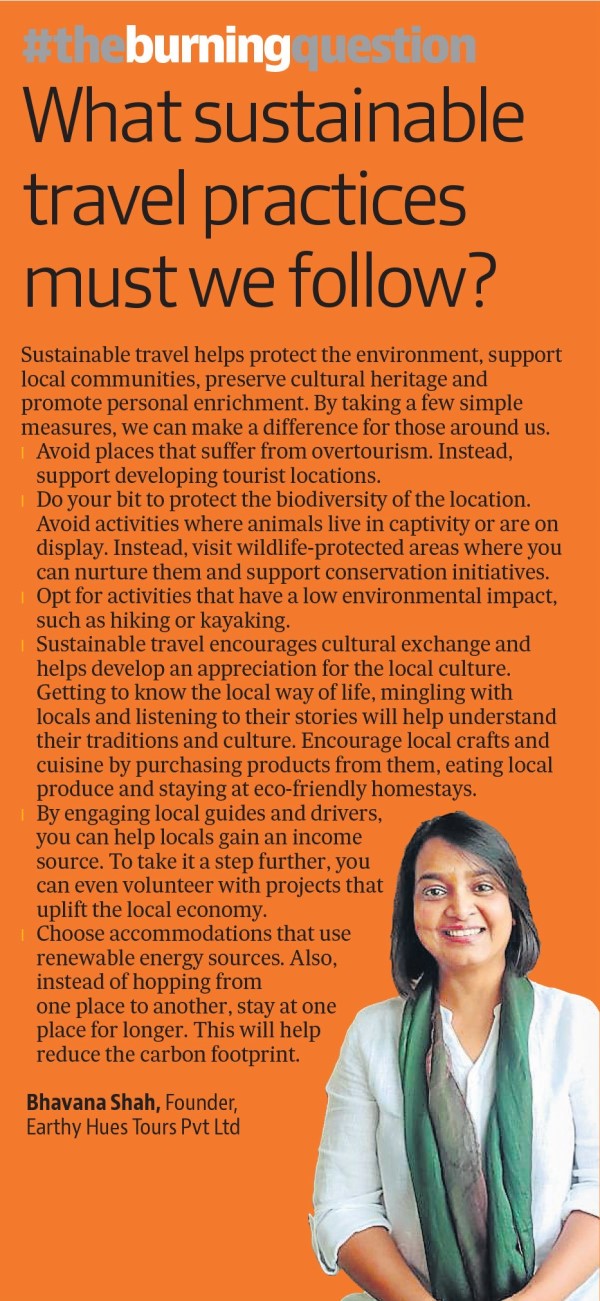 #theburningquestion
What sustainable
travel practices
must we follow?
Sustainable travel helps protect the environment, support
local communities, preserve cultural heritage and
promote personal enrichment. By taking a few simple
measures, we can make a difference for those around us.
Avoid places that suffer from overtourism. Instead,
support developing tourist locations.
Do your bit to protect the biodiversity of the location.
Avoid activities where animals live in captivity or are on
display. Instead, visit wildlife-protected areas where you
can nurture them and support conservation initiatives.
Opt for activities that have a low environmental impact,
such as hiking or kayaking.
Sustainable travel encourages cultural exchange and
helps develop an appreciation for the local culture.
Getting to know the local way of life, mingling with
locals and listening to their stories will help understand
their traditions and culture. Encourage local crafts and
cuisine by purchasing products from them, eating local
produce and staying at eco-friendly homestays.
By engaging local guides and drivers,
you can help locals gain an income
source. To take it a step further, you
can even volunteer with projects that
uplift the local economy.
Choose accommodations that use
renewable energy sources. Also,
instead of hopping from
one place to another, stay at one
place for longer. This will help
reduce the carbon footprint.
Bhavana Shah, Founder,
Earthy Hues Tours Pvt Ltd